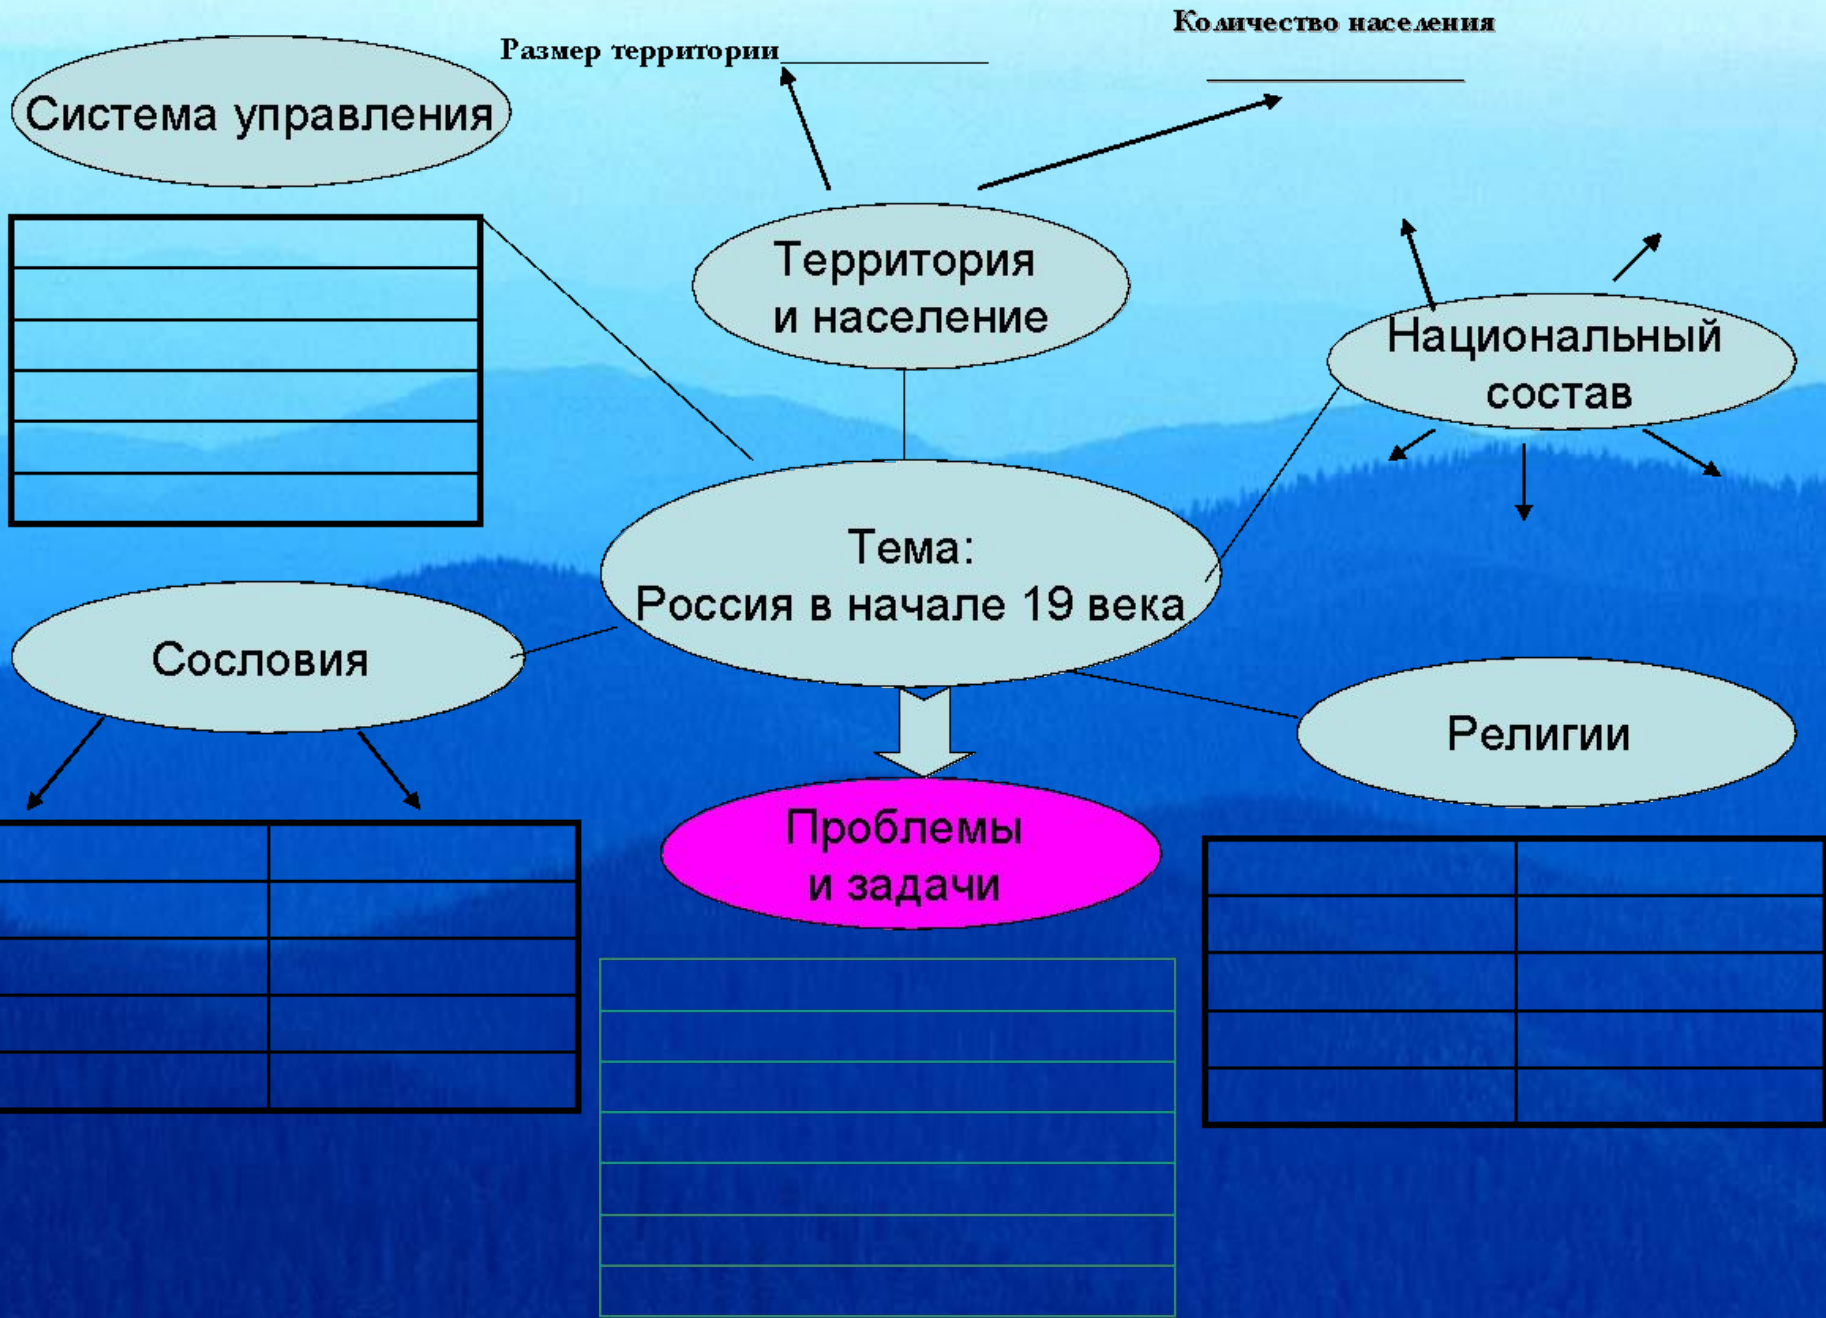 Количество населения
Размер территории
Система управления
Территория
и население
Национальный
состав
Тема:
Россия в начале 19 века
Сословия
Религии
Проблемы
и задачи